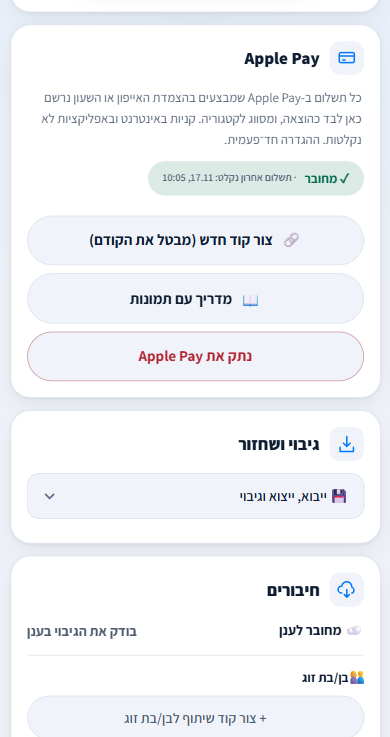 Apple Pay
כל תשלום ב-Apple Pay שמבצעים בהצמדת האייפון או השעון נרשם
כאן לבד כהוצאה, ומסווג לקטגוריה. קניות באינטרנט ובאפליקציות לא
נקלטות. ההגדרה חד־פעמית.
✓ מחובר · תשלום אחרון נקלט: 17.11, 10:05
צור קוד חדש (מבטל את הקודם)
מדריך עם תמונות
נתק את Apple Pay
גיבוי ושחזור
ייבוא, ייצוא וגיבוי
חיבורים
מחובר לענן
בודק את הגיבוי בענן
בן/בת זוג
+ צור קוד שיתוף לבן/בת זוג